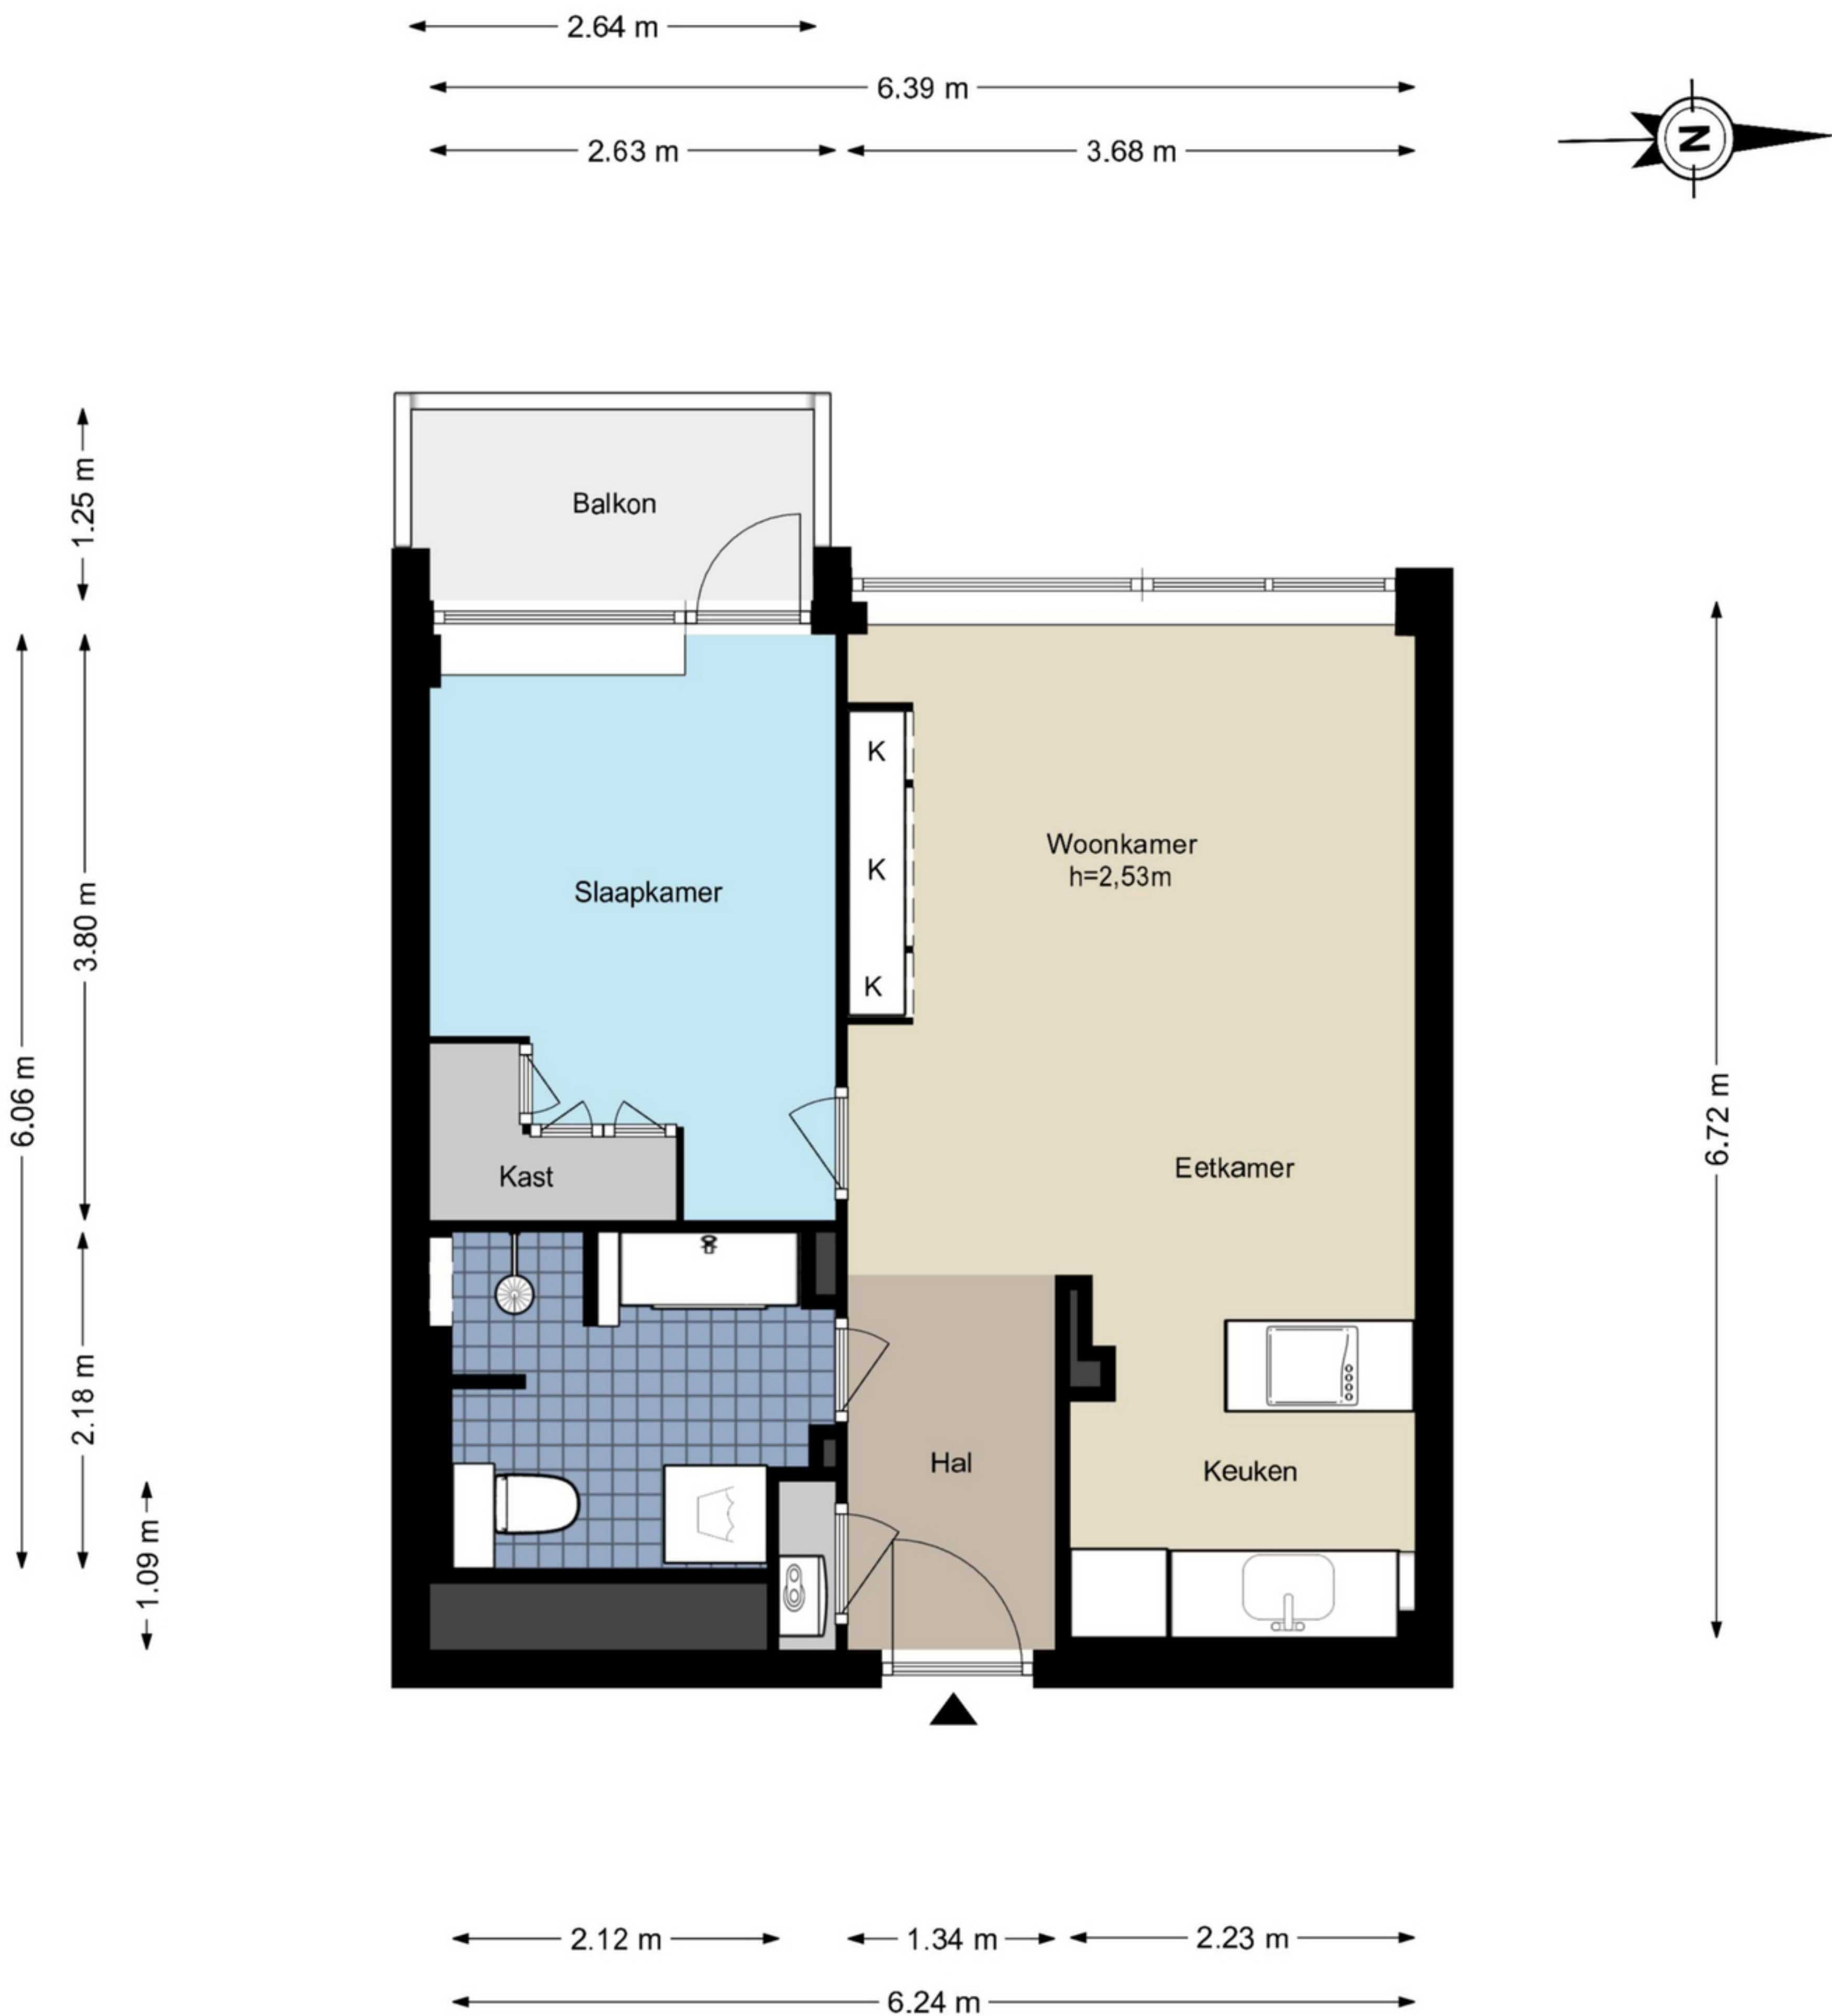 2.64 m
6.39 m
2.63 m
3.68 m
N
1.25 m
Balkon
K
Woonkamer
h=2,53m
K
Slaapkamer
3.80 m
K
6.06 m
6.72 m
Eetkamer
Kast
2.18 m
Hal
Keuken
1.09 m
2.12 m
1.34 m
2.23 m
6.24 m